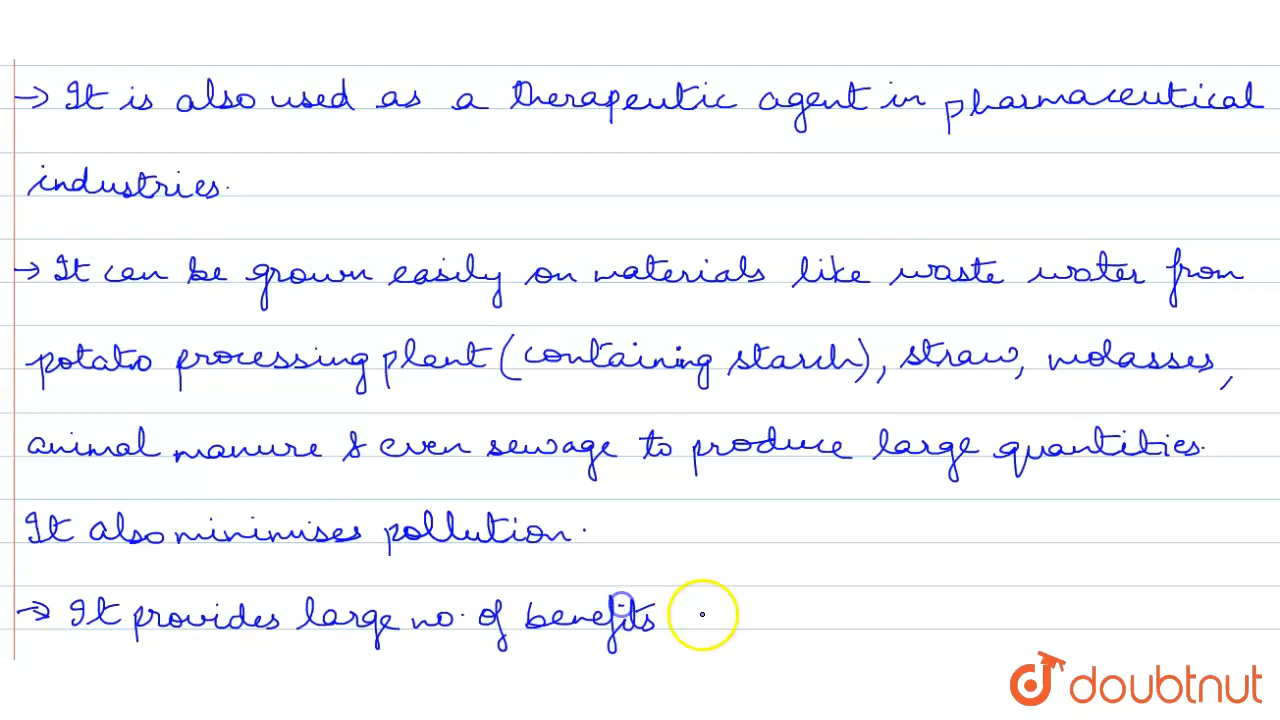 → It is also used as a therapeutic agent in pharmaceutical
industries.
→ It can be grown easily on materials like waste water from
potato processing plant (containing starch), straw, molasses,
animal manure & even sewage to produce large quantities.
It also minimises pollution.
→ It provides large no. of benefits
doubtnut